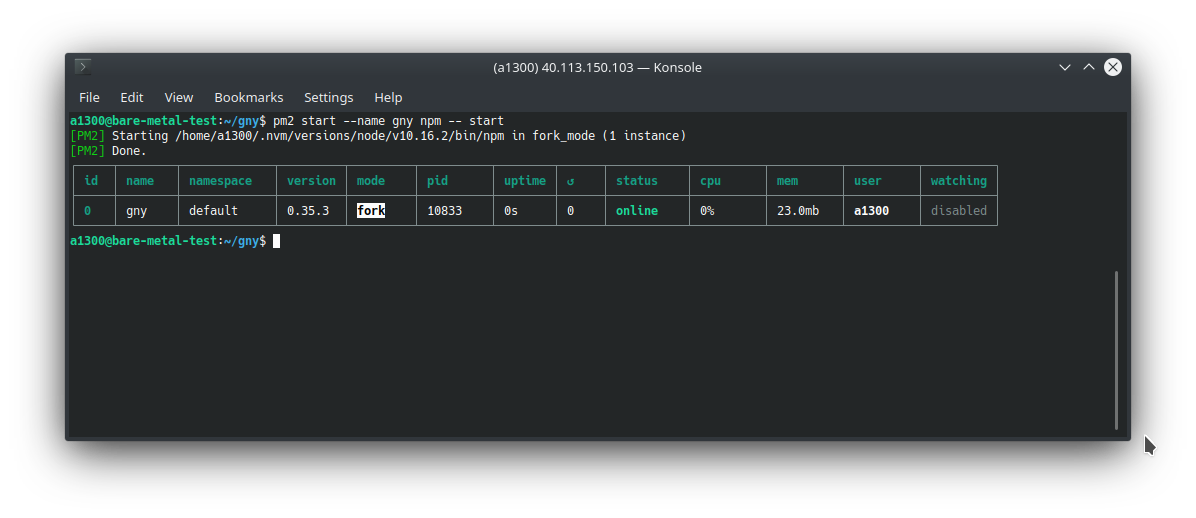 (a1300) 40.113.150.103 — Konsole
File Edit View Bookmarks Settings Help
a1300@bare-metal-test:~/gny$ pm2 start --name gny npm -- start
[PM2] Starting /home/a1300/.nvm/versions/node/v10.16.2/bin/npm in fork_mode (1 instance)
[PM2] Done.
id name namespace version mode pid uptime ↺ status cpu mem user watching
0 gny default 0.35.3 fork 10833 0s 0 online 0% 23.0mb a1300 disabled
a1300@bare-metal-test:~/gny$